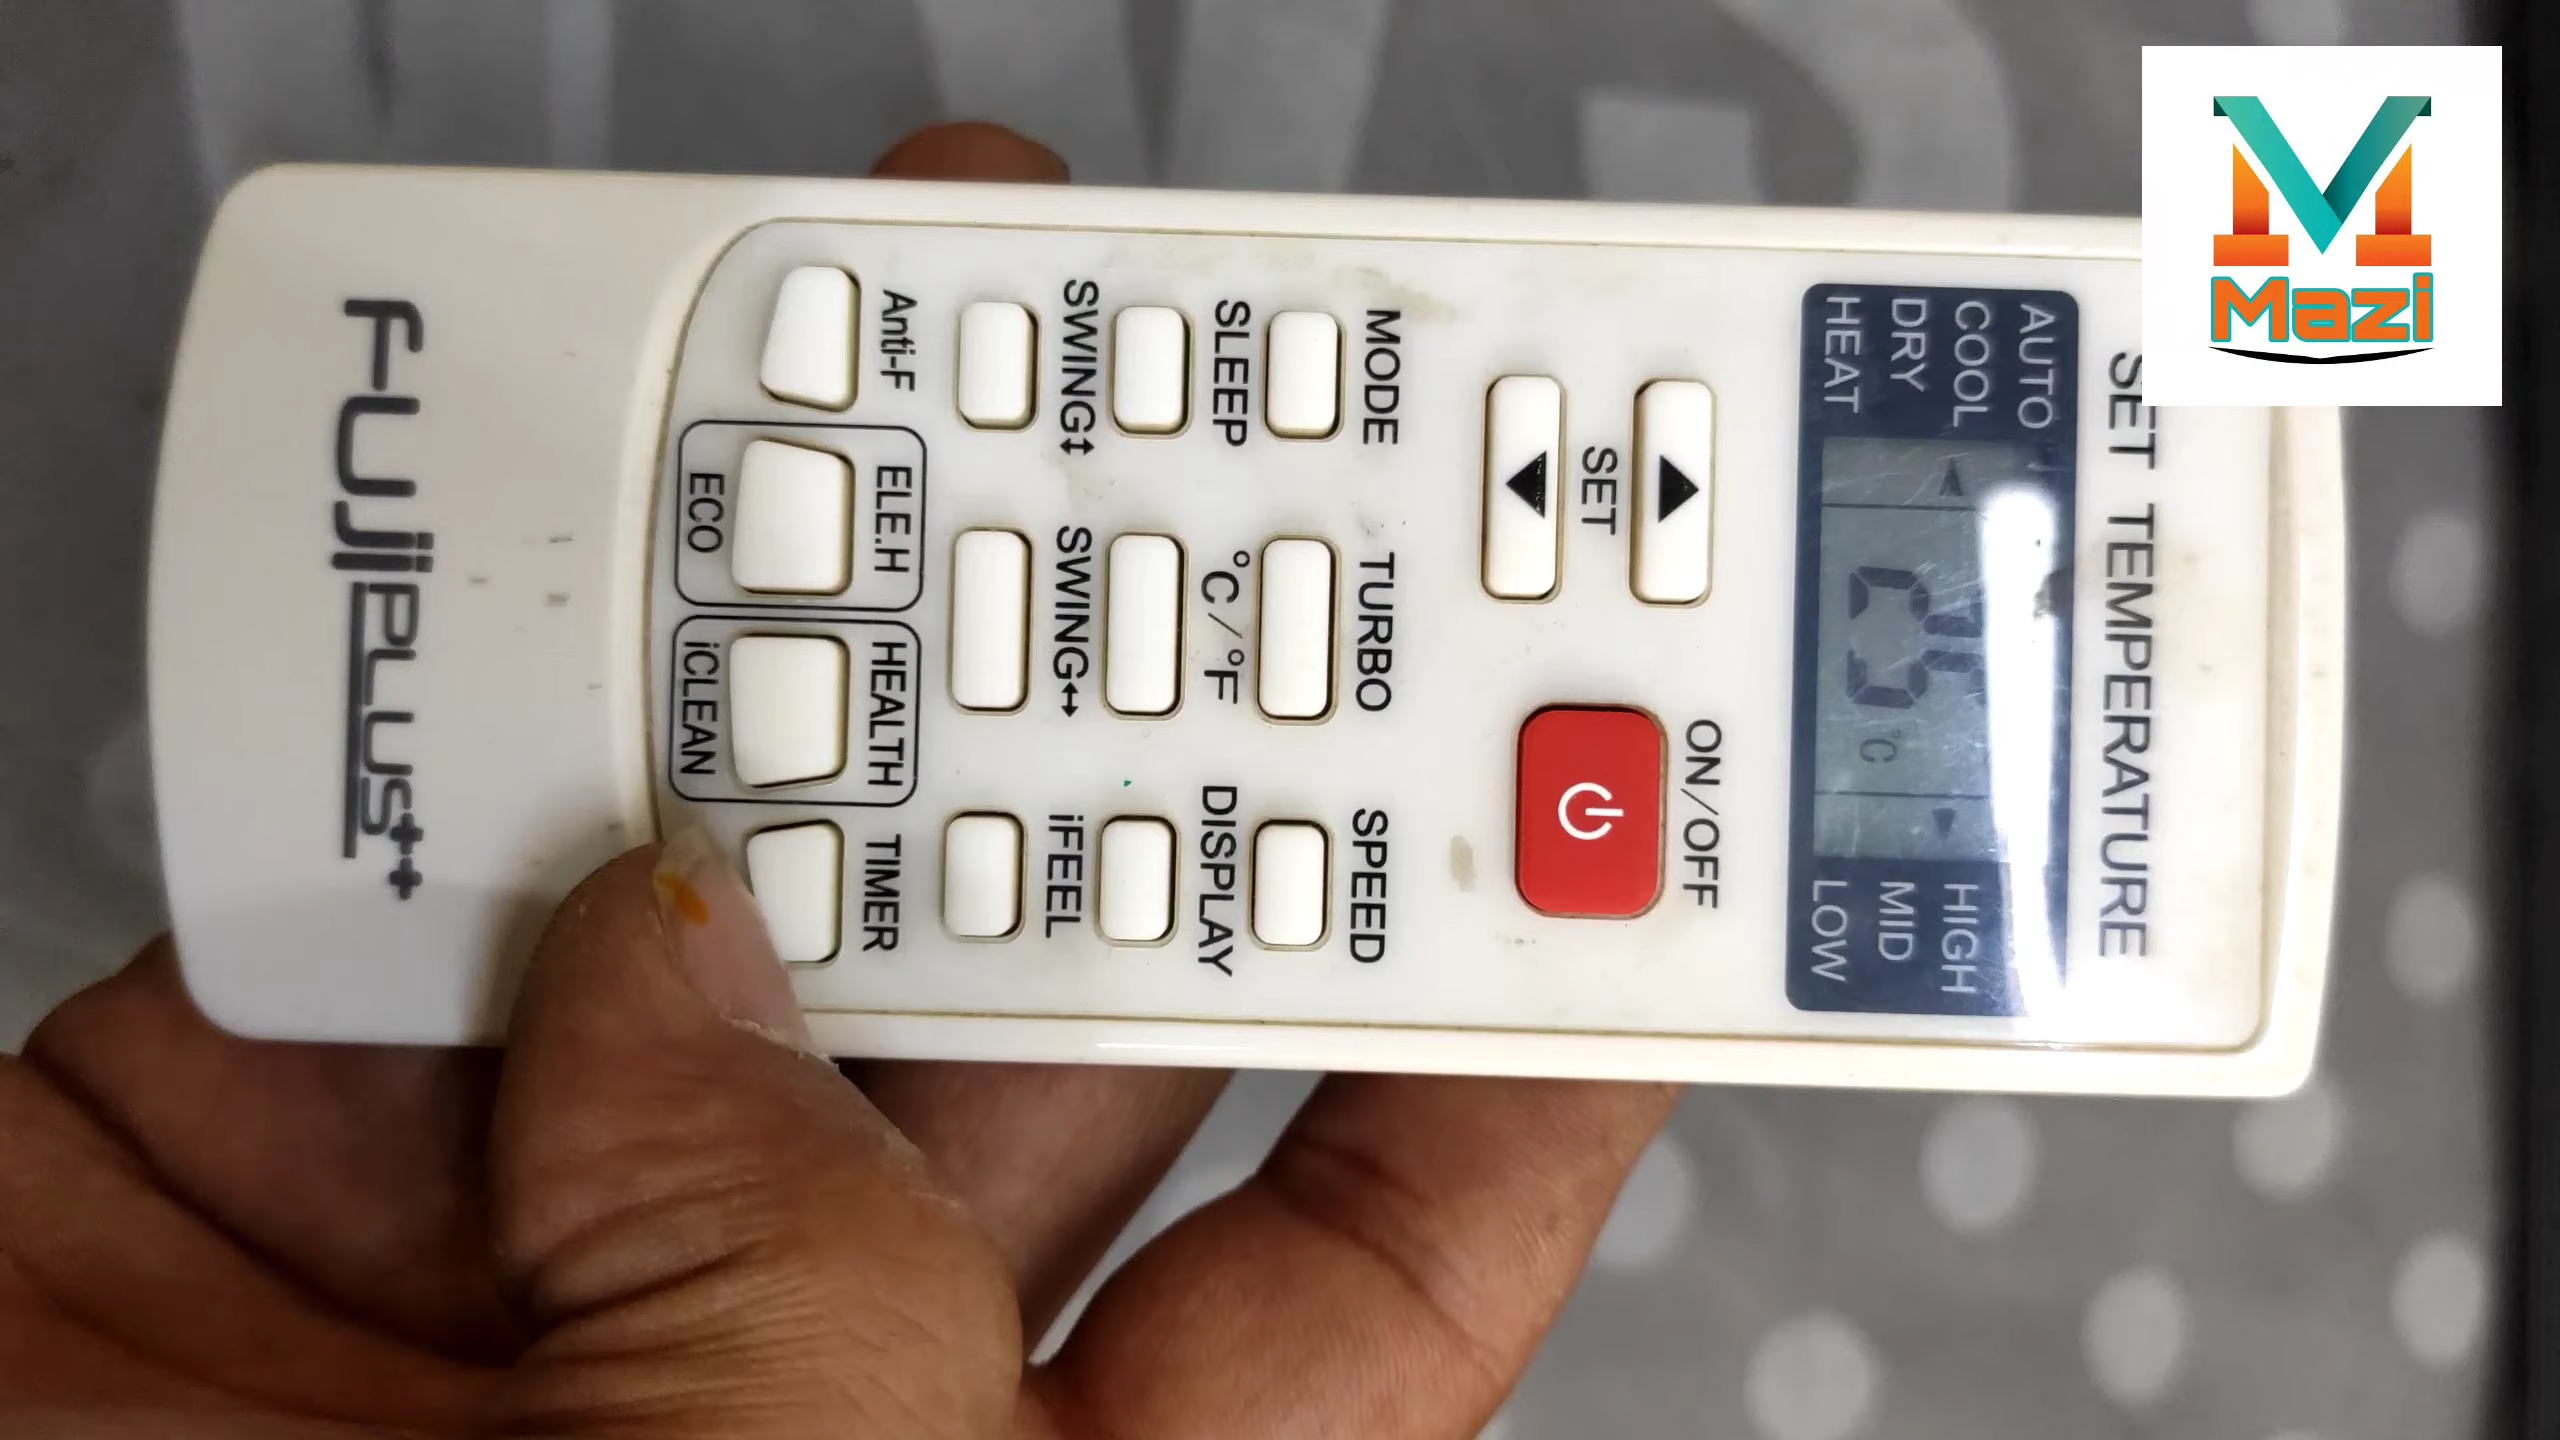 Mazi
SET TEMPERATURE
AUTO
COOL HIGH
DRY MID
HEAT °C LOW
ON/OFF
SET
MODE TURBO SPEED
SLEEP °C/°F DISPLAY
SWING↕ SWING↔ iFEEL
Anti-F ELE.H HEALTH TIMER
ECO iCLEAN
FUJIPLUS++